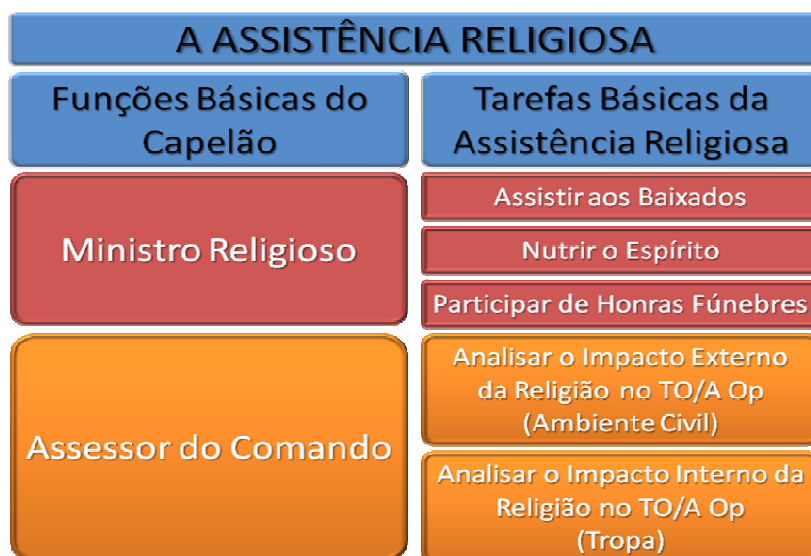 A ASSISTÊNCIA RELIGIOSA
Funções Básicas do
Capelão
Tarefas Básicas da
Assistência Religiosa
Ministro Religioso
Assistir aos Baixados
Nutrir o Espírito
Participar de Honras Fúnebres
Assessor do Comando
Analisar o Impacto Externo
da Religião no TO/A Op
(Ambiente Civil)
Analisar o Impacto Interno da
Religião no TO/A Op
(Tropa)